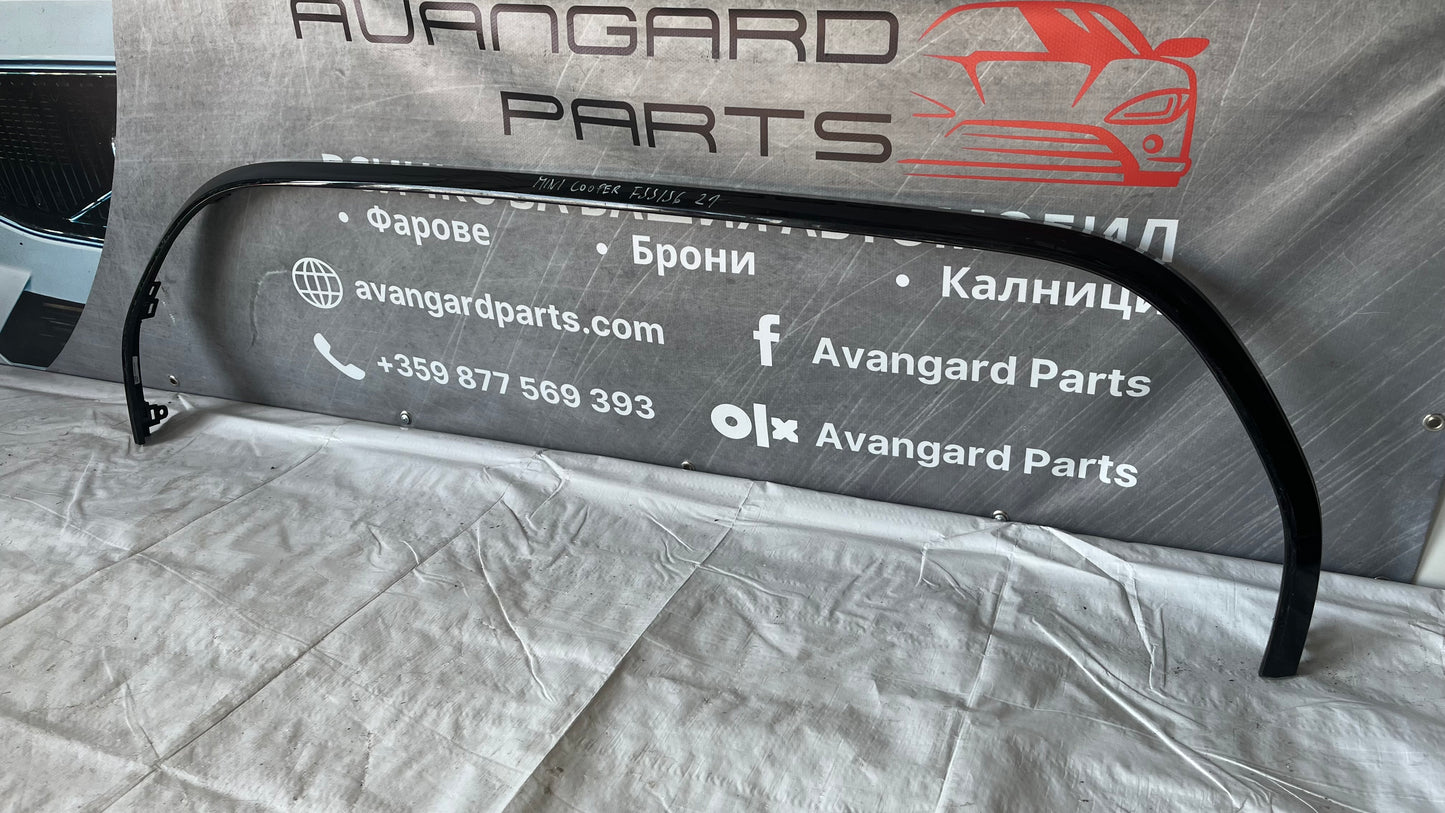 AVANGARD
PARTS
MINI COOPER F55/56 21
• Фарове
• Брони
• Калници
avangardparts.com
+359 877 569 393
f Avangard Parts
olx Avangard Parts